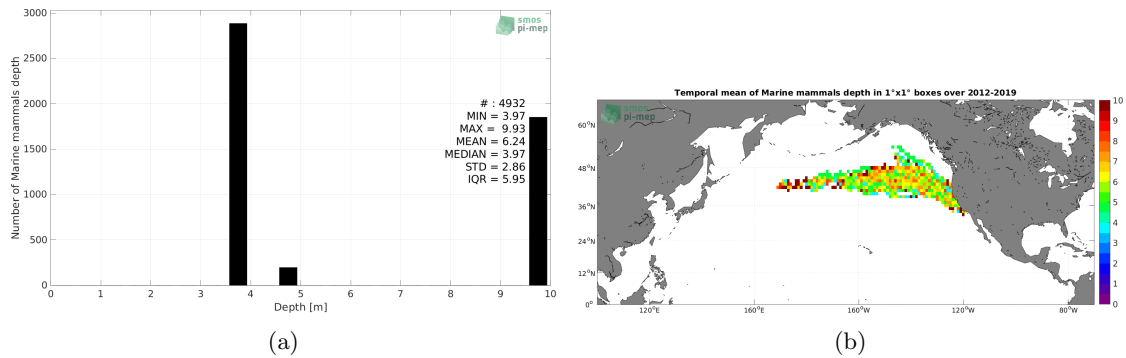 3000
2500
2000
1500
1000
500
0
Number of Marine mammals depth
smos
pi-mep
# : 4932
MIN = 3.97
MAX = 9.93
MEAN = 6.24
MEDIAN = 3.97
STD = 2.86
IQR = 5.95
0 1 2 3 4 5 6 7 8 9 10
Depth [m]
(a)
Temporal mean of Marine mammals depth in 1°x1° boxes over 2012-2019
smos
pi-mep
60°N
48°N
36°N
24°N
12°N
0°
120°E 160°E 160°W 120°W 80°W
10
9
8
7
6
5
4
3
2
1
0
(b)